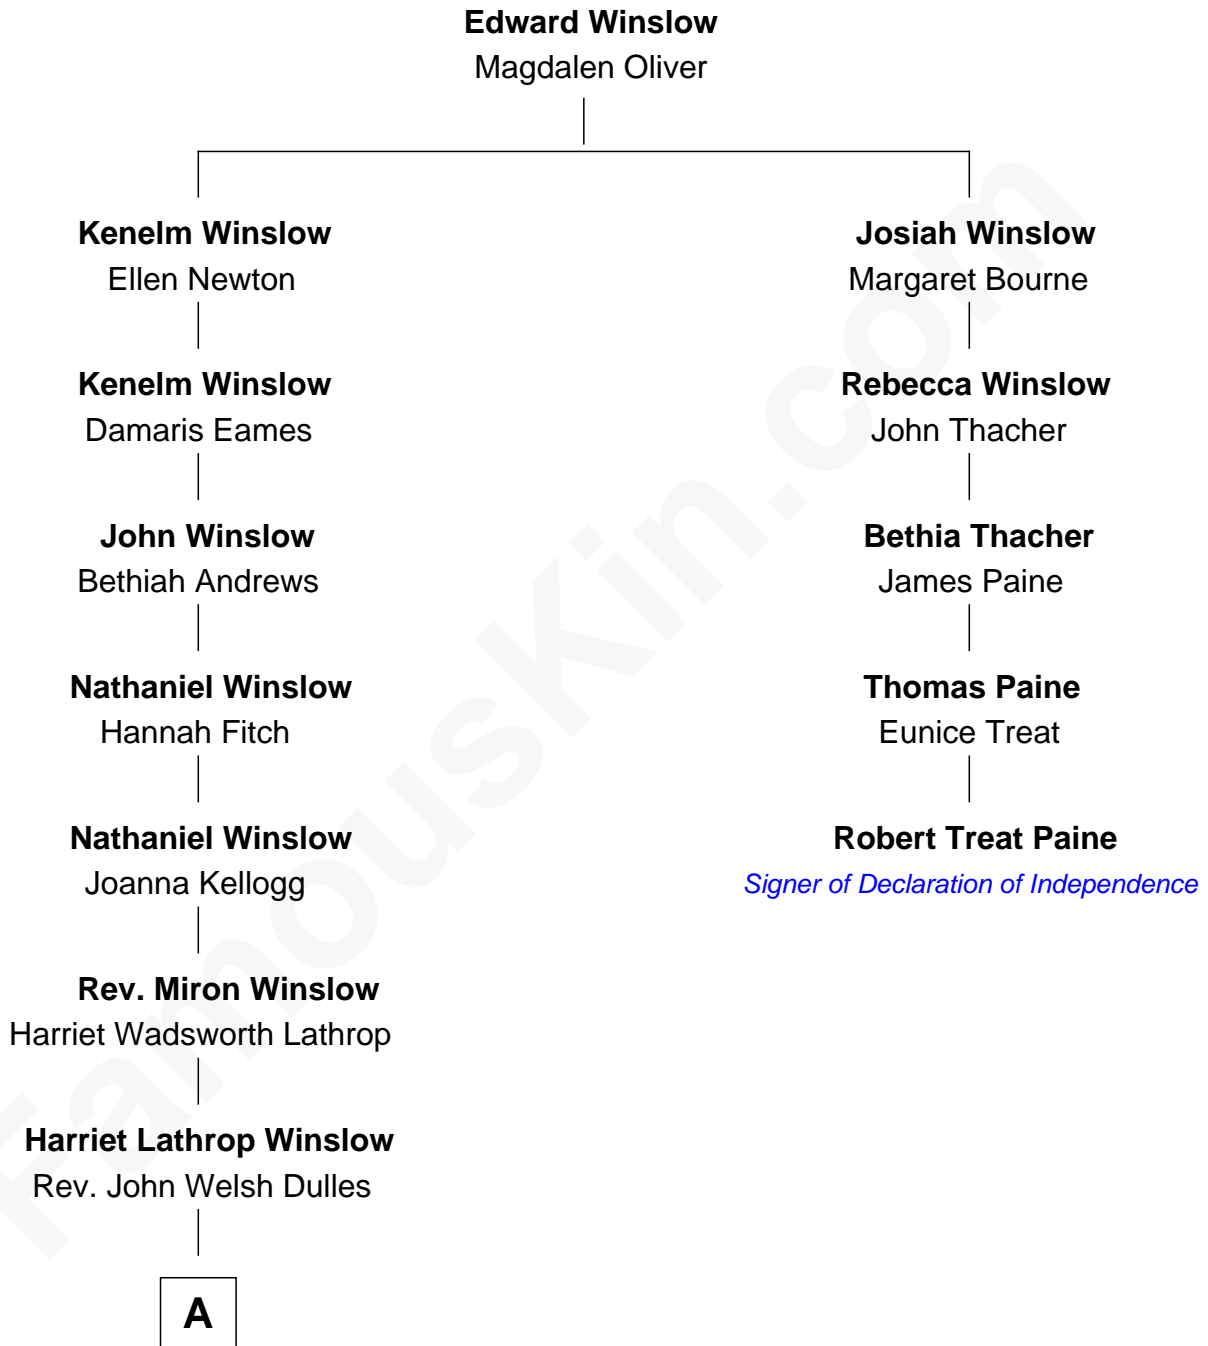 Edward Winslow
Magdalen Oliver
Kenelm Winslow
Ellen Newton
Josiah Winslow
Margaret Bourne
Kenelm Winslow
Damaris Eames
Rebecca Winslow
John Thacher
John Winslow
Bethiah Andrews
Bethia Thacher
James Paine
Nathaniel Winslow
Hannah Fitch
Thomas Paine
Eunice Treat
Nathaniel Winslow
Joanna Kellogg
Robert Treat Paine
Signer of Declaration of Independence
Rev. Miron Winslow
Harriet Wadsworth Lathrop
Harriet Lathrop Winslow
Rev. John Welsh Dulles
A
FamousKin.com